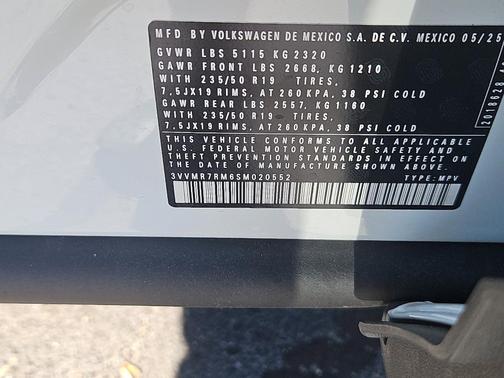 MFD BY VOLKSWAGEN DE MEXICO S.A. DE C.V. MEXICO 05/25
GVWR LBS 5115 KG 2320
GAWR FRONT LBS 2668, KG 1210
WITH 235/50 R19 TIRES,
7.5JX19 RIMS, AT 260KPA, 38 PSI COLD
GAWR REAR LBS 2557, KG 1160
WITH 235/50 R19 TIRES,
7.5JX19 RIMS, AT 260KPA, 38 PSI COLD
THIS VEHICLE CONFORMS TO ALL APPLICABLE
U.S. FEDERAL MOTOR VEHICLE SAFETY AND
THEFT PREVENTION STANDARDS IN EFFECT ON
THE DATE OF MANUFACTURE SHOWN ABOVE.
3VVMR7RM6SM020552
TYPE: MPV
2018628